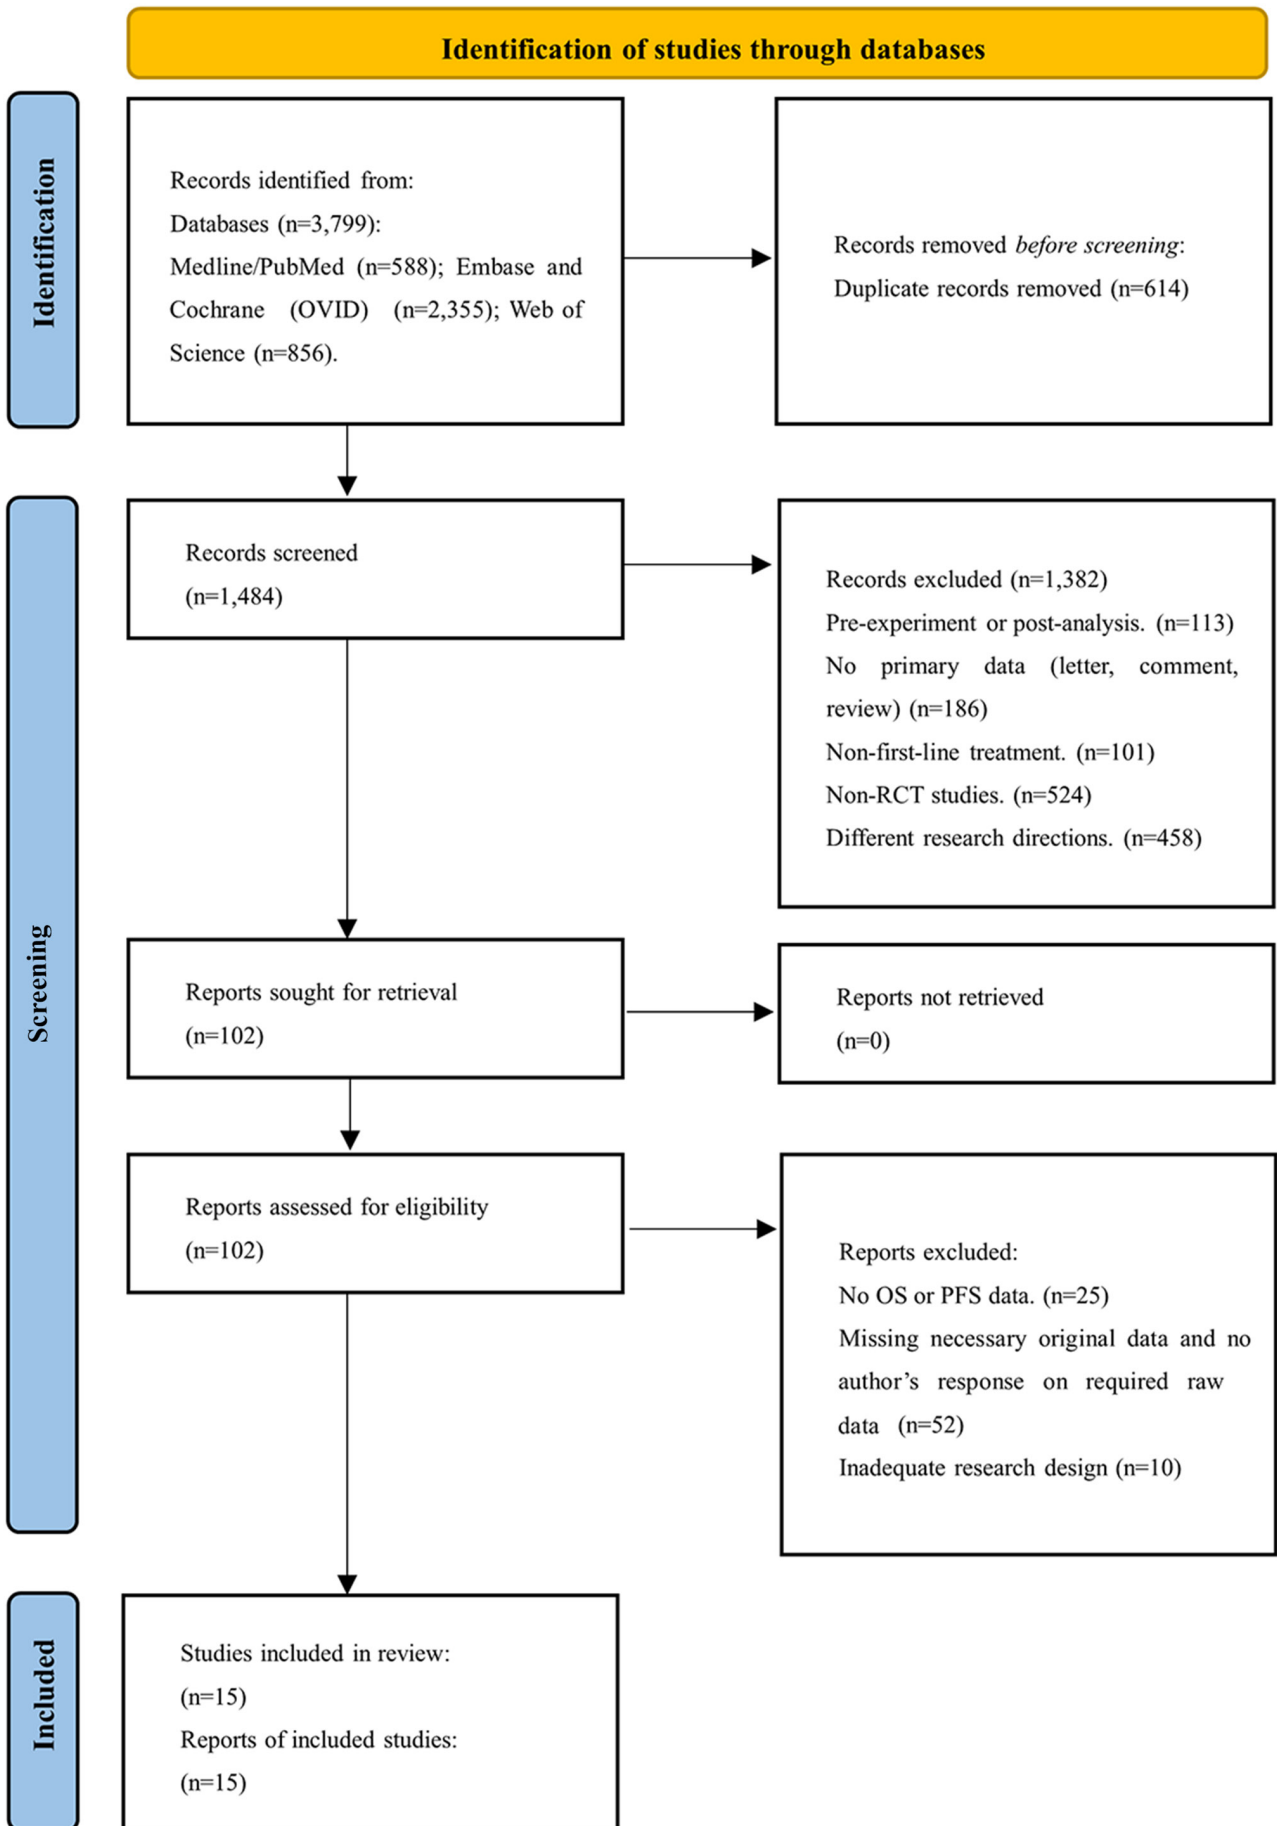 Identification of studies through databases
Identification
Records identified from:
Databases (n=3,799):
Medline/PubMed (n=588); Embase and
Cochrane (OVID) (n=2,355); Web of
Science (n=856).
Records removed before screening:
Duplicate records removed (n=614)
Screening
Records screened
(n=1,484)
Records excluded (n=1,382)
Pre-experiment or post-analysis. (n=113)
No primary data (letter, comment,
review) (n=186)
Non-first-line treatment. (n=101)
Non-RCT studies. (n=524)
Different research directions. (n=458)
Reports sought for retrieval
(n=102)
Reports not retrieved
(n=0)
Reports assessed for eligibility
(n=102)
Reports excluded:
No OS or PFS data. (n=25)
Missing necessary original data and no
author’s response on required raw
data (n=52)
Inadequate research design (n=10)
Included
Studies included in review:
(n=15)
Reports of included studies:
(n=15)